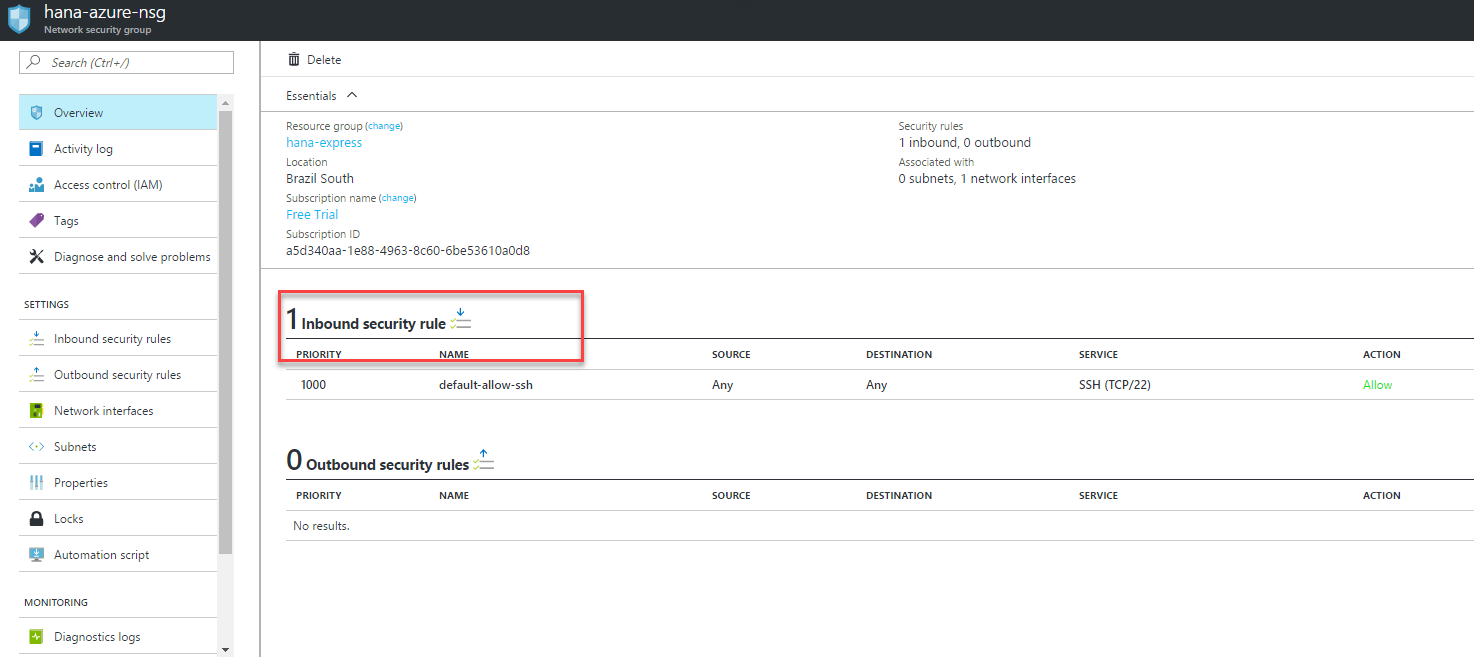 hana-azure-nsg
Network security group
Search (Ctrl+/)
Overview
Activity log
Access control (IAM)
Tags
Diagnose and solve problems
SETTINGS
Inbound security rules
Outbound security rules
Network interfaces
Subnets
Properties
Locks
Automation script
MONITORING
Diagnostics logs
Delete
Essentials
Resource group (change)
hana-express
Location
Brazil South
Subscription name (change)
Free Trial
Subscription ID
a5d340aa-1e88-4963-8c60-6be53610a0d8
Security rules
1 inbound, 0 outbound
Associated with
0 subnets, 1 network interfaces
1 Inbound security rule
PRIORITY NAME SOURCE DESTINATION SERVICE ACTION
1000 default-allow-ssh Any Any SSH (TCP/22) Allow
0 Outbound security rules
PRIORITY NAME SOURCE DESTINATION SERVICE ACTION
No results.